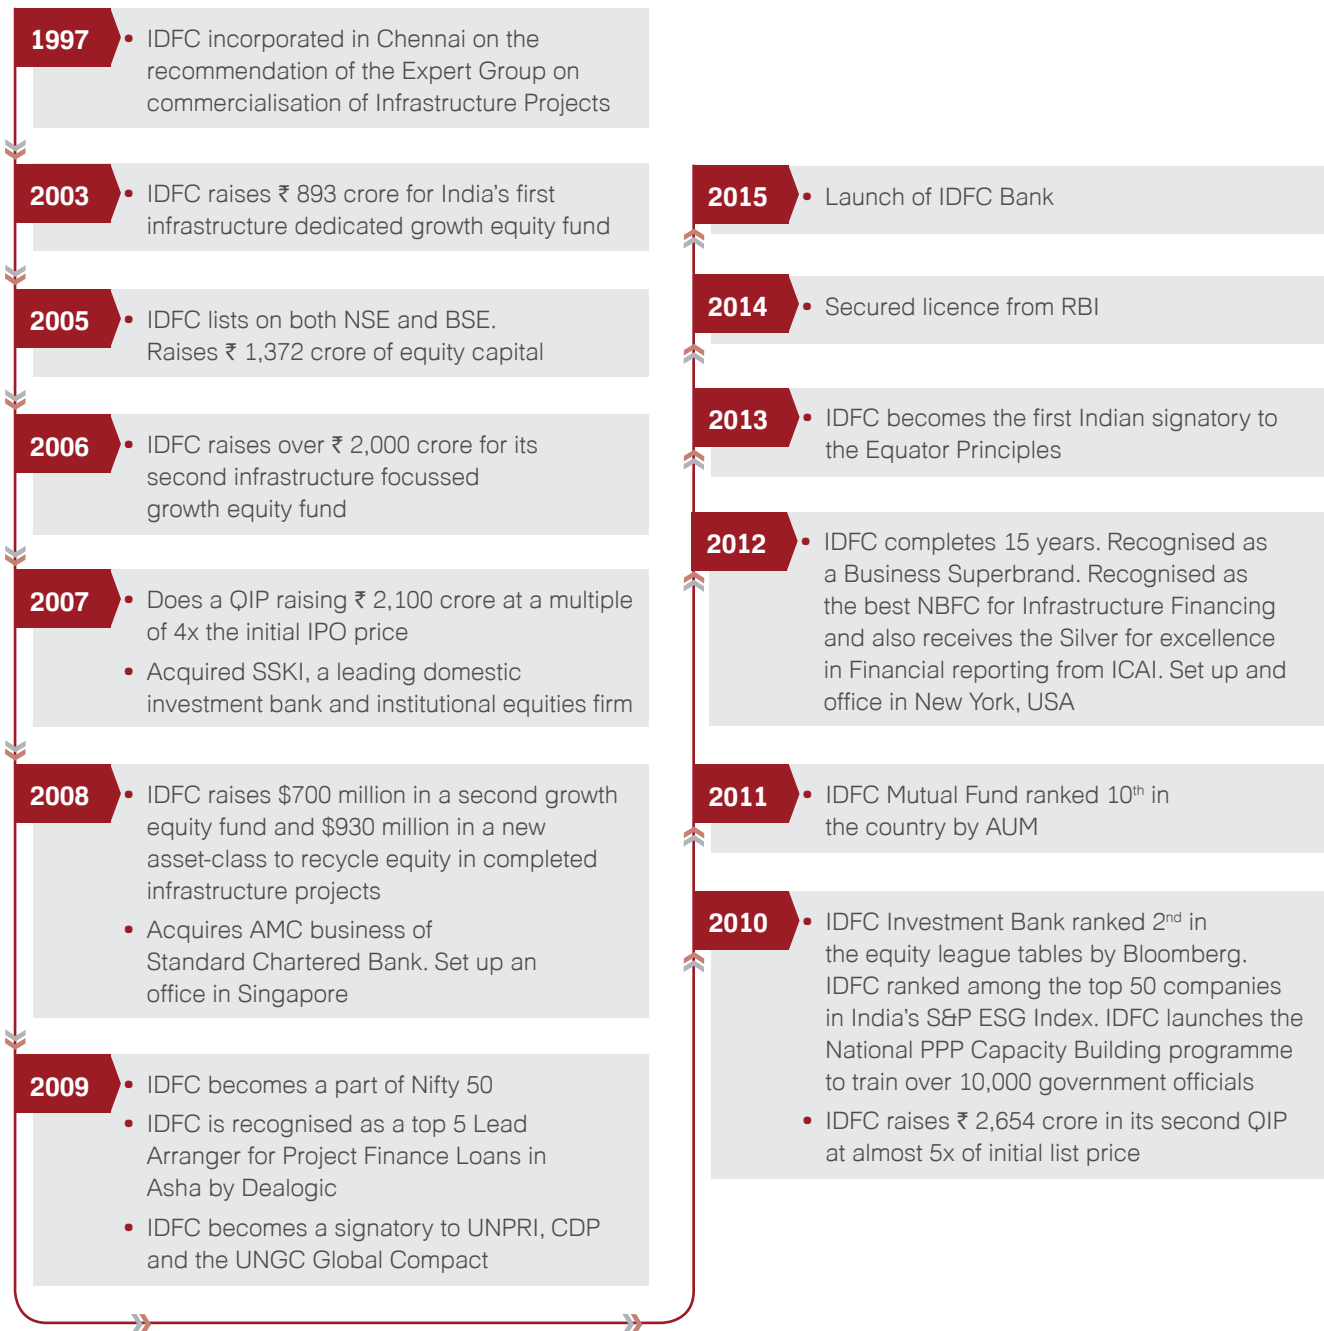 1997
• IDFC incorporated in Chennai on the
recommendation of the Expert Group on
commercialisation of Infrastructure Projects
2003
• IDFC raises ₹ 893 crore for India's first
infrastructure dedicated growth equity fund
2005
• IDFC lists on both NSE and BSE.
Raises ₹ 1,372 crore of equity capital
2006
• IDFC raises over ₹ 2,000 crore for its
second infrastructure focussed
growth equity fund
2007
• Does a QIP raising ₹ 2,100 crore at a multiple
of 4x the initial IPO price
• Acquired SSKI, a leading domestic
investment bank and institutional equities firm
2008
• IDFC raises $700 million in a second growth
equity fund and $930 million in a new
asset-class to recycle equity in completed
infrastructure projects
• Acquires AMC business of
Standard Chartered Bank. Set up an
office in Singapore
2009
• IDFC becomes a part of Nifty 50
• IDFC is recognised as a top 5 Lead
Arranger for Project Finance Loans in
Asha by Dealogic
• IDFC becomes a signatory to UNPRI, CDP
and the UNGC Global Compact
2010
• IDFC Investment Bank ranked 2nd in
the equity league tables by Bloomberg.
IDFC ranked among the top 50 companies
in India's S&P ESG Index. IDFC launches the
National PPP Capacity Building programme
to train over 10,000 government officials
• IDFC raises ₹ 2,654 crore in its second QIP
at almost 5x of initial list price
2011
• IDFC Mutual Fund ranked 10th in
the country by AUM
2012
• IDFC completes 15 years. Recognised as
a Business Superbrand. Recognised as
the best NBFC for Infrastructure Financing
and also receives the Silver for excellence
in Financial reporting from ICAI. Set up and
office in New York, USA
2013
• IDFC becomes the first Indian signatory to
the Equator Principles
2014
• Secured licence from RBI
2015
• Launch of IDFC Bank